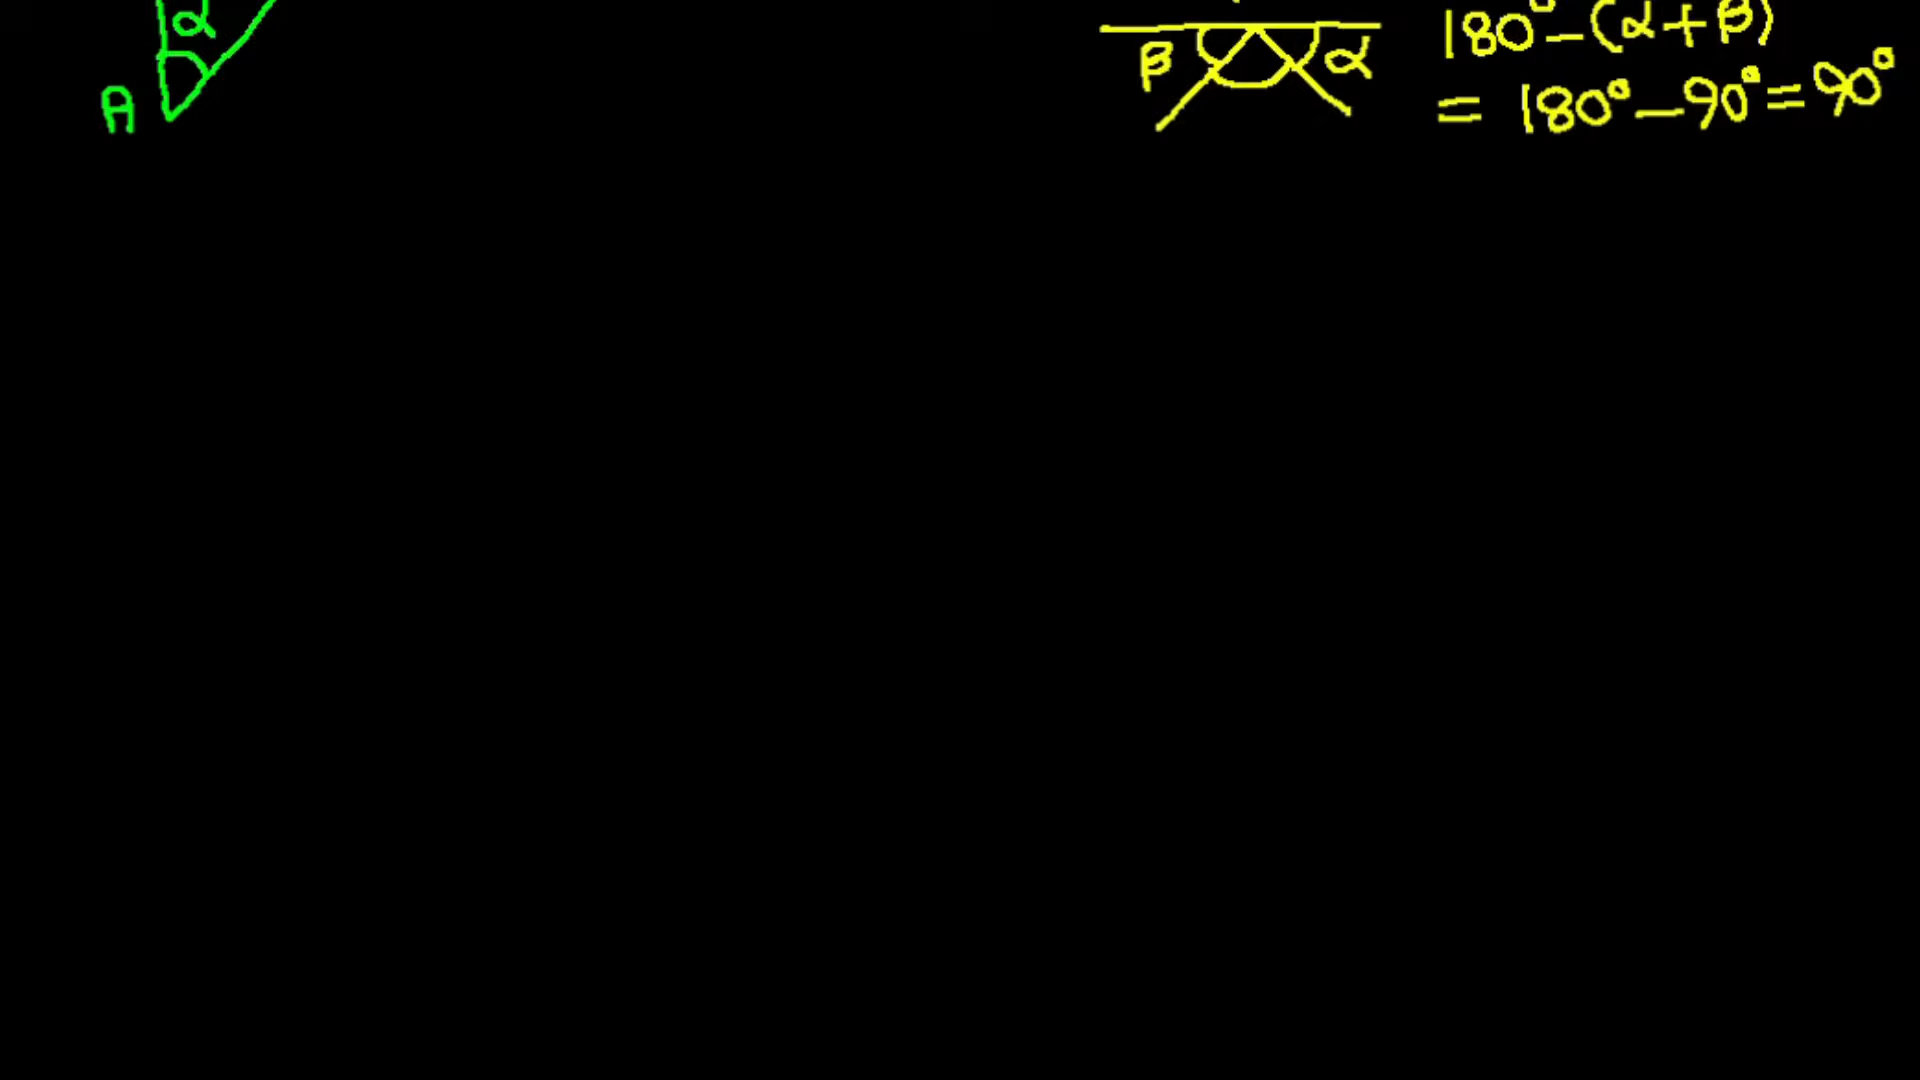 α
A
β
α
180° - (α + β)
= 180° - 90° = 90°